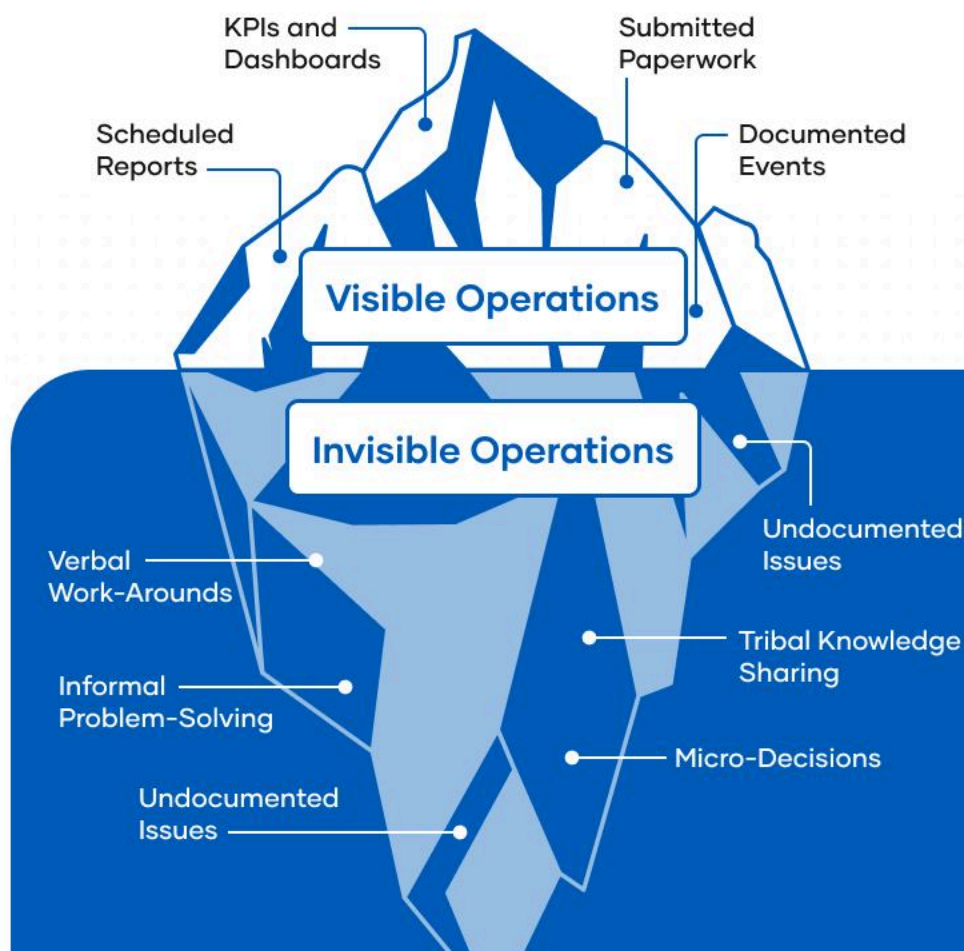 KPIs and
Dashboards
Submitted
Paperwork
Scheduled
Reports
Documented
Events
Visible Operations
Invisible Operations
Undocumented
Issues
Verbal
Work-Arounds
Tribal Knowledge
Sharing
Informal
Problem-Solving
Micro-Decisions
Undocumented
Issues